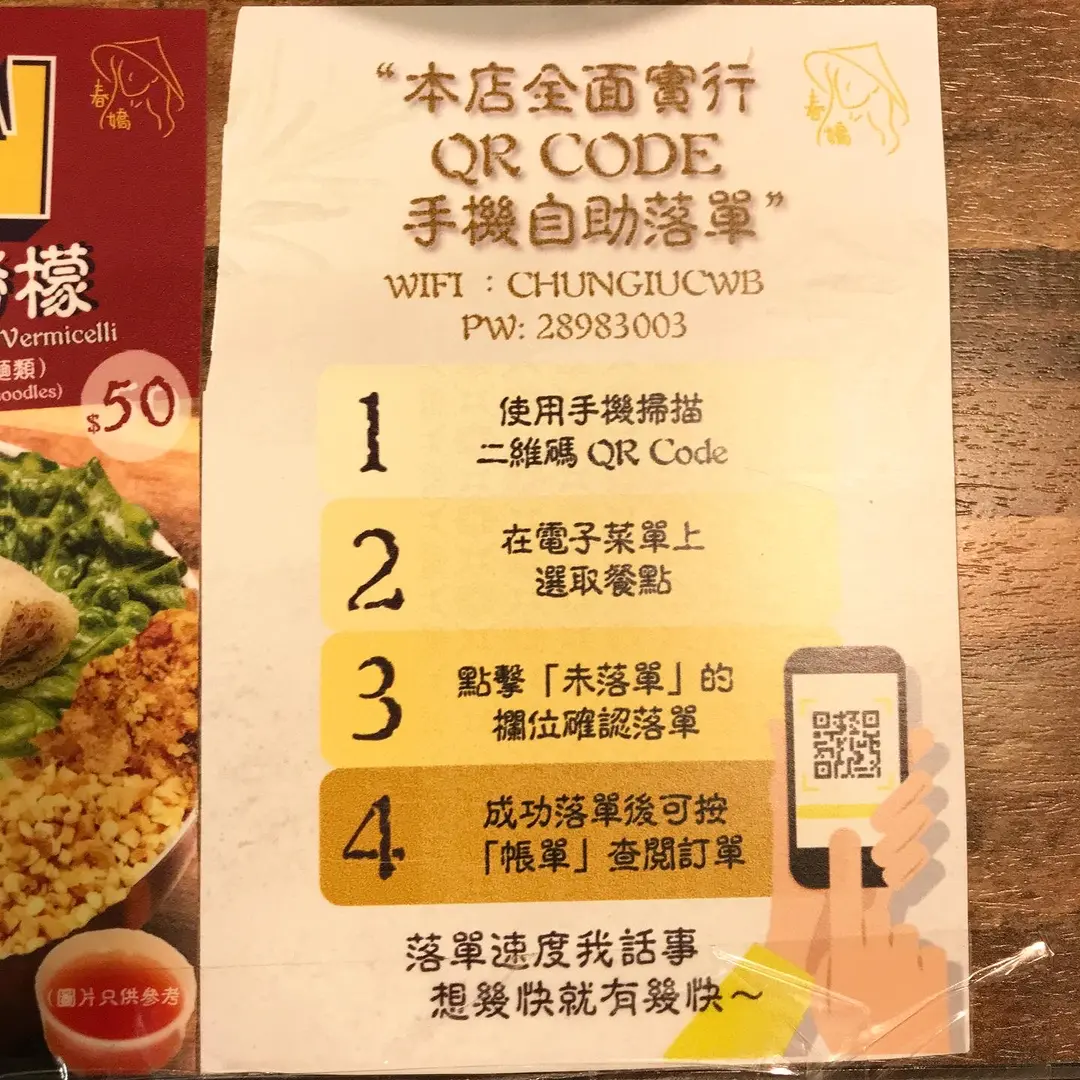 檬
Vermicelli
麵類)
noodles)
$50
(圖片只供參考
春嬌
春嬌
“本店全面實行
QR CODE
手機自助落單”
WIFI : CHUNGIUCWB
PW: 28983003
1
使用手機掃描
二維碼 QR Code
2
在電子菜單上
選取餐點
3
點擊「未落單」的
欄位確認落單
4
成功落單後可按
「帳單」查閱訂單
落單速度我話事
想幾快就有幾快～